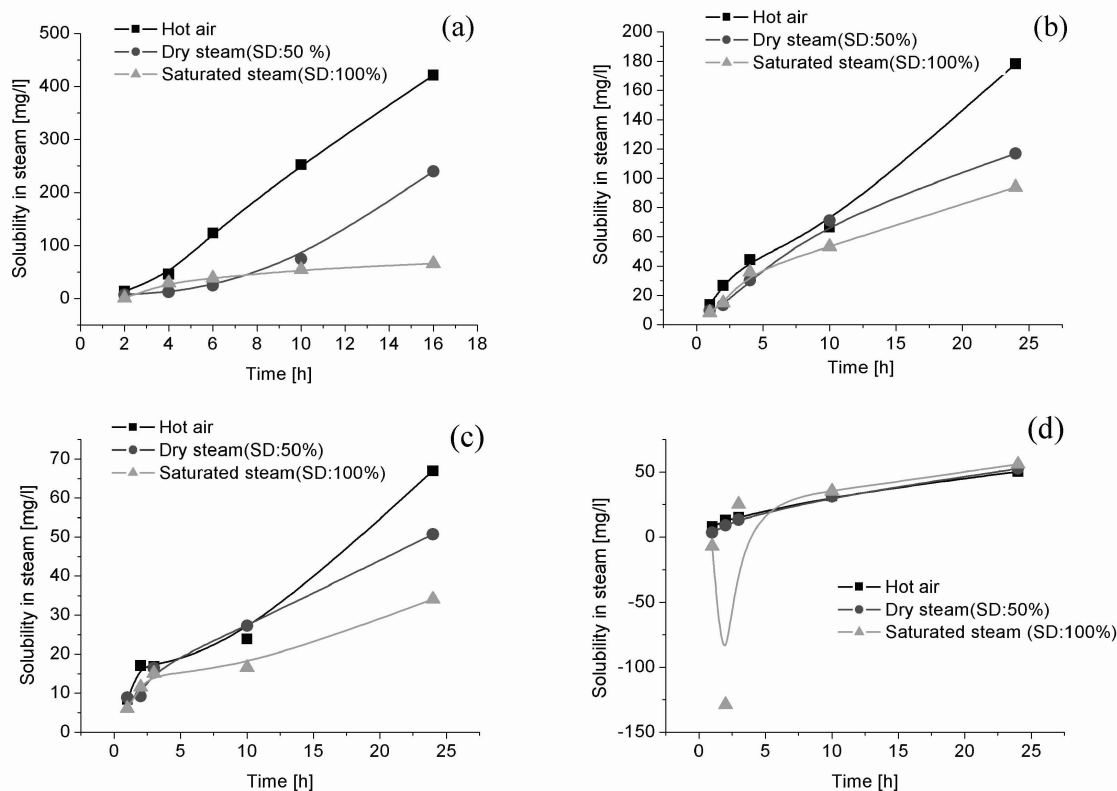 (a)
Hot air
Dry steam(SD:50 %)
Saturated steam(SD:100%)
Solubility in steam [mg/l]
500
400
300
200
100
0
0 2 4 6 8 10 12 14 16 18
Time [h]
(b)
Hot air
Dry steam(SD:50%)
Saturated steam(SD:100%)
Solubility in steam [mg/l]
200
180
160
140
120
100
80
60
40
20
0
0 5 10 15 20 25
Time [h]
(c)
Hot air
Dry steam(SD:50%)
Saturated steam(SD:100%)
Solubility in steam [mg/l]
70
60
50
40
30
20
10
0
0 5 10 15 20 25
Time [h]
(d)
Solubility in steam [mg/l]
50
0
-50
-100
-150
Hot air
Dry steam(SD:50%)
Saturated steam (SD:100%)
0 5 10 15 20 25
Time [h]